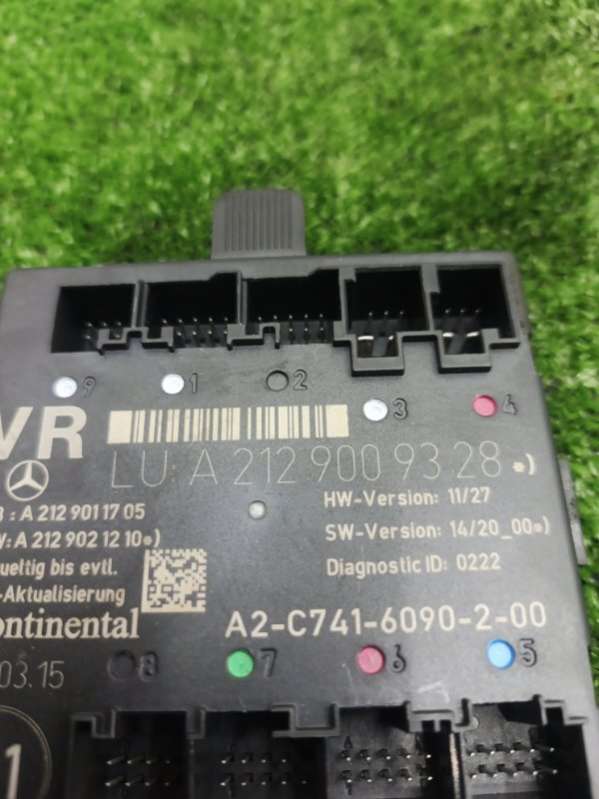 9 1 2 3 4
VR
LU: A 212 900 93 28 *)
HW-Version: 11/27
: A 212 901 17 05
SW-Version: 14/20_00*)
: A 212 902 12 10*)
Diagnostic ID: 0222
ueltig bis evtl.
-Aktualisierung
ontinental
A2-C741-6090-2-00
03.15
8 7 6 5
1